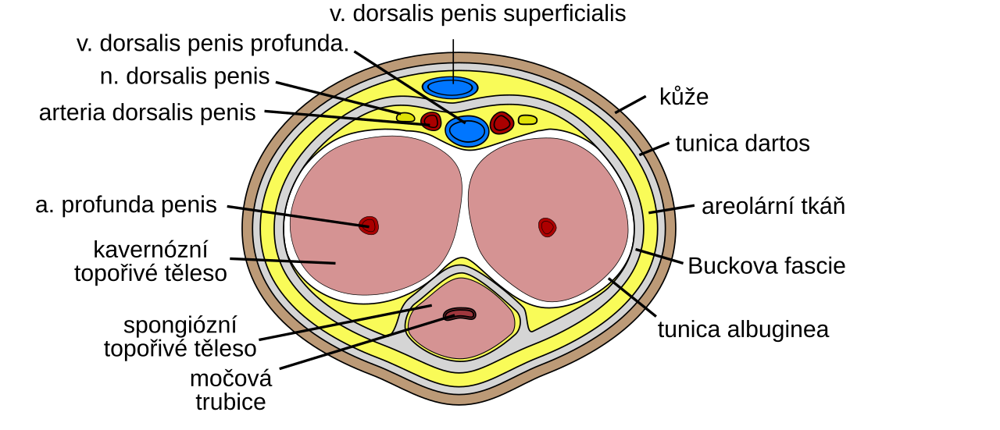 v. dorsalis penis superficialis
v. dorsalis penis profunda.
n. dorsalis penis
arteria dorsalis penis
a. profunda penis
kavernózní
topořivé těleso
spongiózní
topořivé těleso
močová
trubice
kůže
tunica dartos
areolární tkáň
Buckova fascie
tunica albuginea